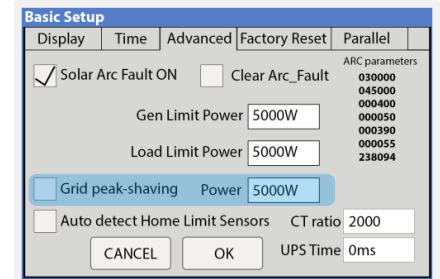 Basic Setup
Display Time Advanced Factory Reset Parallel
ARC parameters
Solar Arc Fault ON Clear Arc_Fault
030000
045000
000400
000050
000390
000055
238094
Gen Limit Power 5000W
Load Limit Power 5000W
Grid peak-shaving Power 5000W
Auto detect Home Limit Sensors CT ratio 2000
CANCEL OK UPS Time 0ms